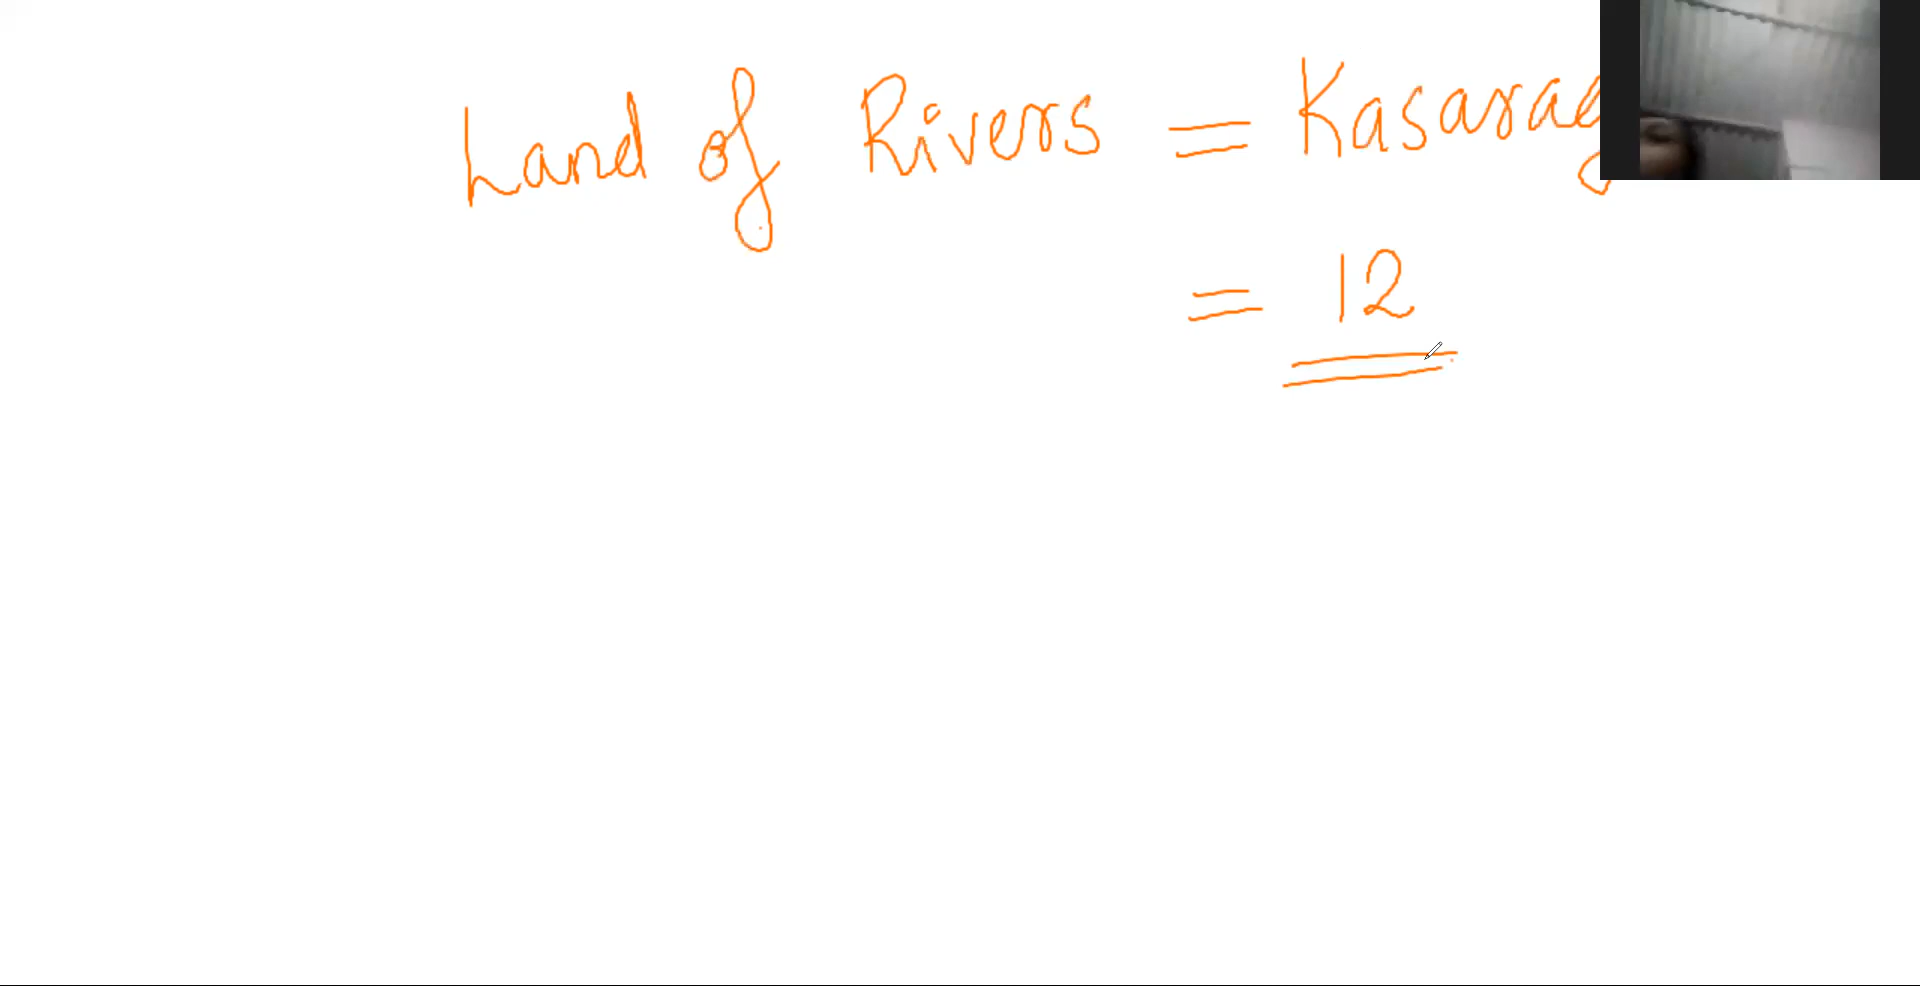 Land of Rivers = Kasarag
= 12